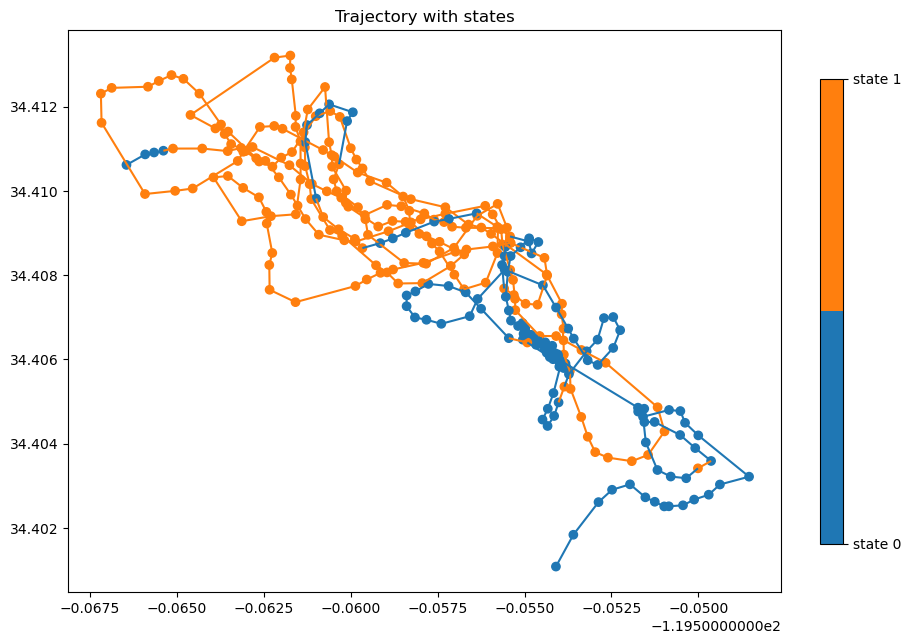 Trajectory with states
34.412
34.410
34.408
34.406
34.404
34.402
−0.0675 −0.0650 −0.0625 −0.0600 −0.0575 −0.0550 −0.0525 −0.0500
−1.1950000000e2
state 1
state 0